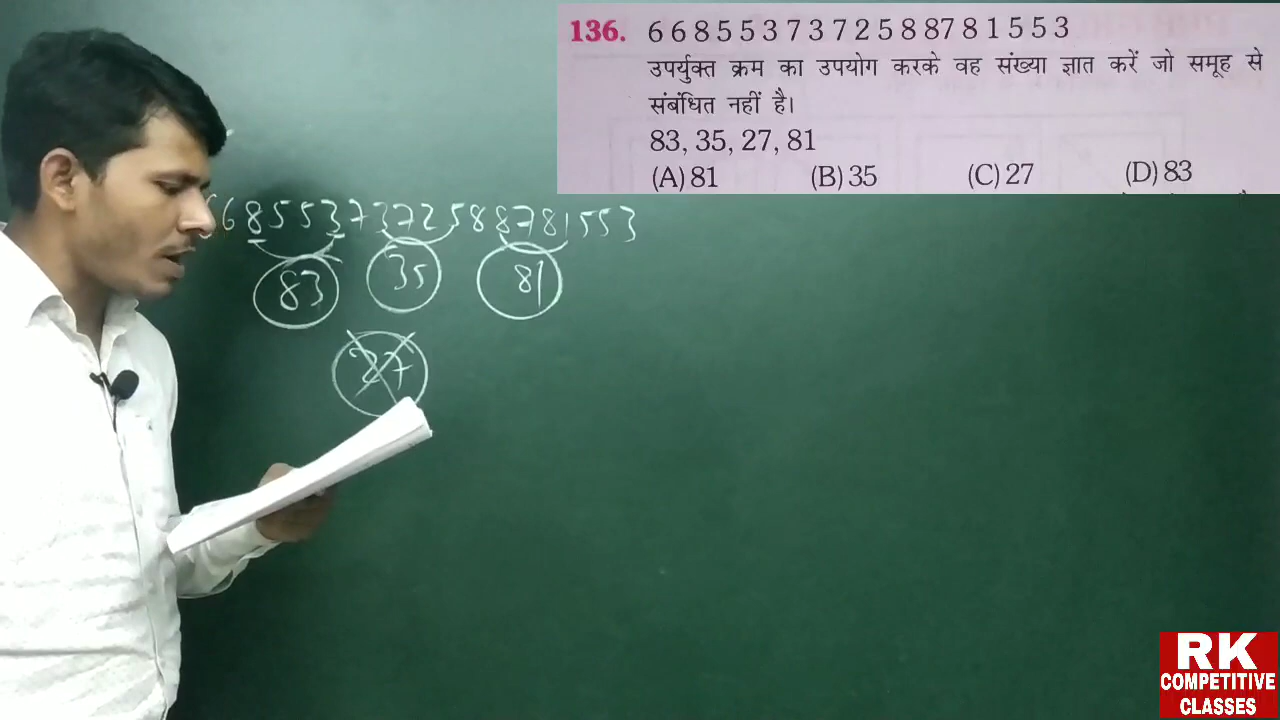 136. 6 6 8 5 5 3 7 3 7 2 5 8 8 7 8 1 5 5 3
उपर्युक्त क्रम का उपयोग करके वह संख्या ज्ञात करें जो समूह से
संबंधित नहीं है।
83, 35, 27, 81
(A) 81 (B) 35 (C) 27 (D) 83
6 6 8 5 5 3 7 3 7 2 5 8 8 7 8 1 5 5 3
83 35 81
27
RK
COMPETITIVE
CLASSES